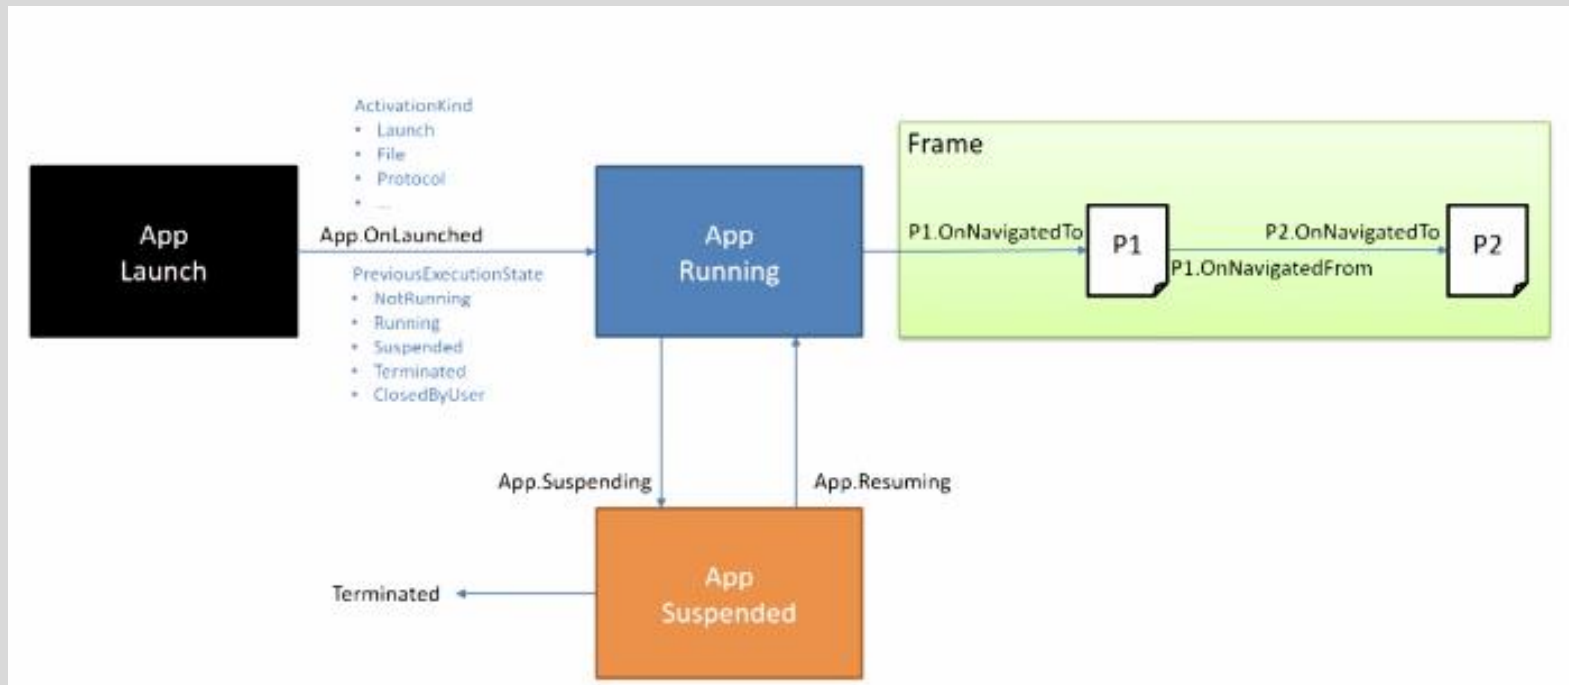 ActivationKind
• Launch
• File
• Protocol
• ...
App
Launch
App.OnLaunched
PreviousExecutionState
• NotRunning
• Running
• Suspended
• Terminated
• ClosedByUser
App
Running
Frame
P1.OnNavigatedTo
P1
P2.OnNavigatedTo
P1.OnNavigatedFrom
P2
App.Suspending
App.Resuming
App
Suspended
Terminated